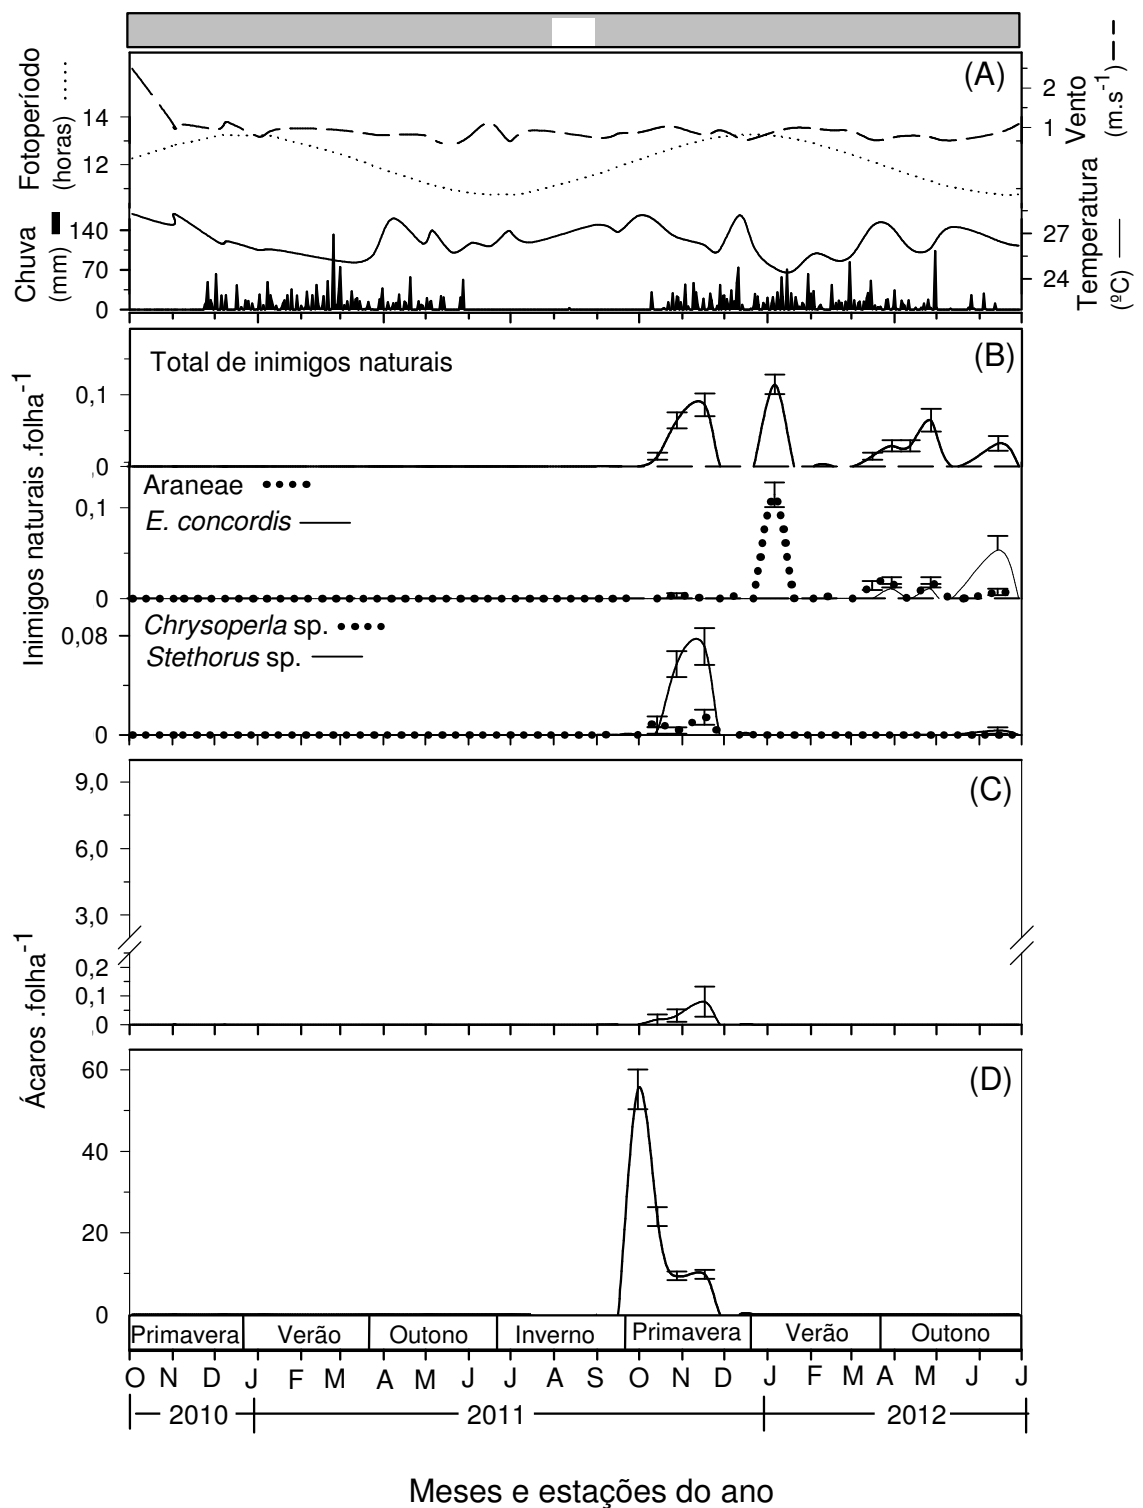 Fotoperíodo
(horas)
14
12
(A)
2
1
Vento
(m.s-1)
Chuva
(mm)
140
70
0
27
24
Temperatura
(ºC)
Inimigos naturais .folha-1
(B)
Total de inimigos naturais
0,1
,0
Araneae
E. concordis
0,1
0
Chrysoperla sp.
Stethorus sp.
0,08
0
Ácaros .folha-1
(C)
9,0
6,0
3,0
0,2
0,1
,0
(D)
60
40
20
0
Primavera Verão Outono Inverno Primavera Verão Outono
O N D J F M A M J J A S O N D J F M A M J J
2010 2011 2012
Meses e estações do ano